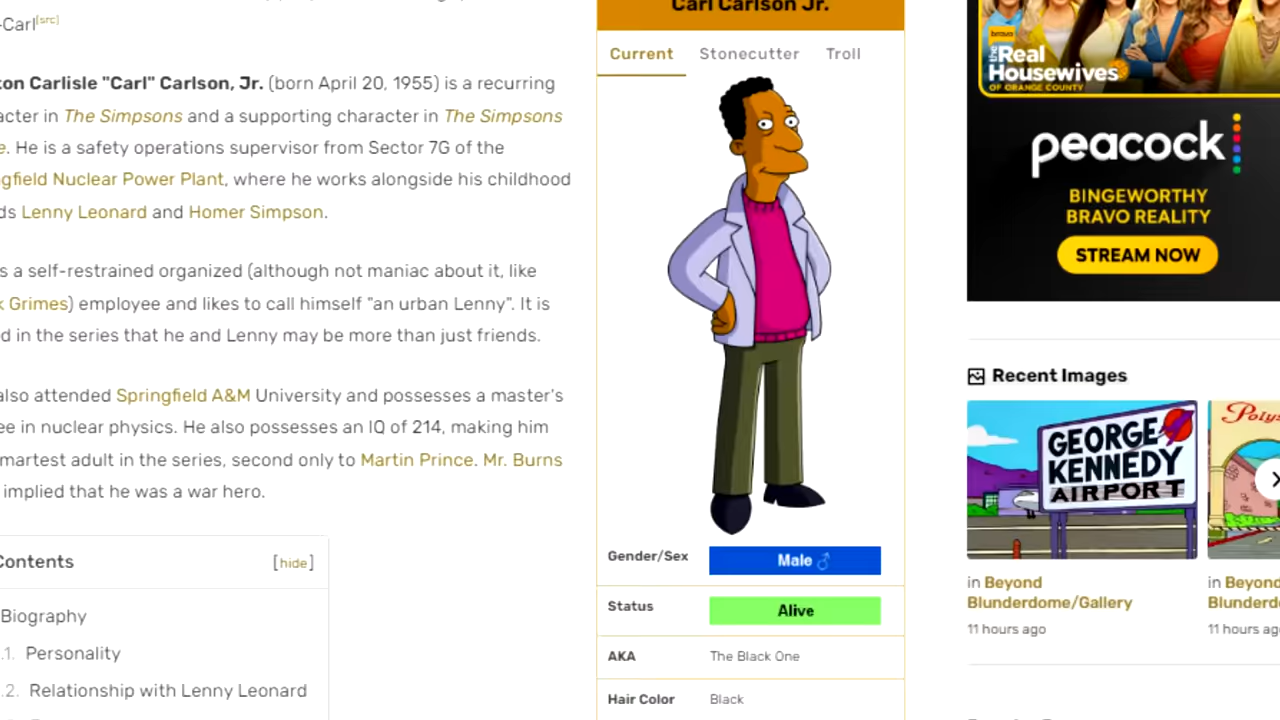 -Carl[src]
ton Carlisle "Carl" Carlson, Jr. (born April 20, 1955) is a recurring
acter in The Simpsons and a supporting character in The Simpsons
e. He is a safety operations supervisor from Sector 7G of the
gfield Nuclear Power Plant, where he works alongside his childhood
ds Lenny Leonard and Homer Simpson.
s a self-restrained organized (although not maniac about it, like
k Grimes) employee and likes to call himself "an urban Lenny". It is
d in the series that he and Lenny may be more than just friends.
also attended Springfield A&M University and possesses a master's
ee in nuclear physics. He also possesses an IQ of 214, making him
martest adult in the series, second only to Martin Prince. Mr. Burns
implied that he was a war hero.
Contents [hide]
Biography
.1. Personality
.2. Relationship with Lenny Leonard
Carl Carlson Jr.
Current Stonecutter Troll
Gender/Sex Male ♂
Status Alive
AKA The Black One
Hair Color Black
bravo
the Real
Housewives
OF ORANGE COUNTY
peacock
BINGEWORTHY
BRAVO REALITY
STREAM NOW
Recent Images
GEORGE
KENNEDY
AIRPORT
Polys
in Beyond
Blunderdome/Gallery
11 hours ago
in Beyond
Blunderd
11 hours ag